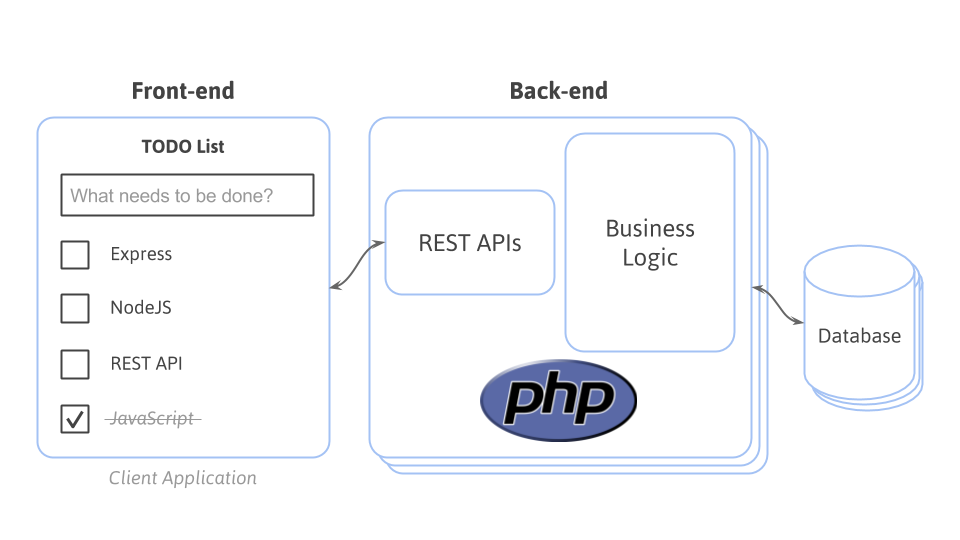 Front-end
Back-end
TODO List
What needs to be done?
Express
NodeJS
REST API
JavaScript
Client Application
REST APIs
Business
Logic
php
Database